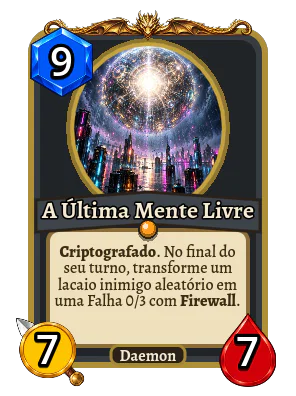 9
A Última Mente Livre
Criptografado. No final do
seu turno, transforme um
lacaio inimigo aleatório em
uma Falha 0/3 com Firewall.
7
7
Daemon